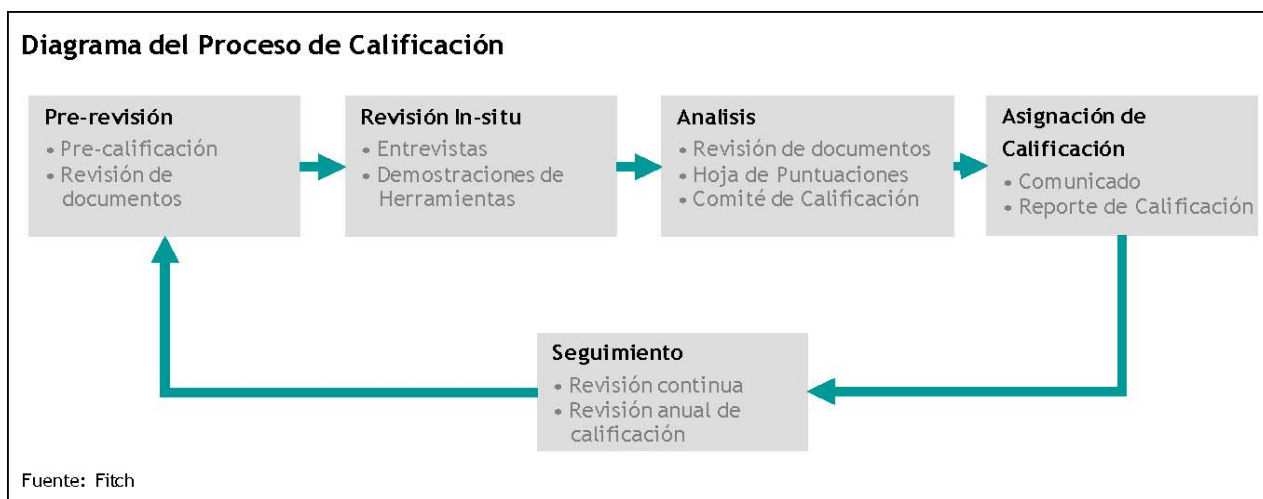 Diagrama del Proceso de Calificación
Pre-revisión
• Pre-calificación
• Revisión de
documentos
Revisión In-situ
• Entrevistas
• Demostraciones de
Herramientas
Analisis
• Revisión de documentos
• Hoja de Puntuaciones
• Comité de Calificación
Asignación de
Calificación
• Comunicado
• Reporte de Calificación
Seguimiento
• Revisión continua
• Revisión anual de
calificación
Fuente: Fitch